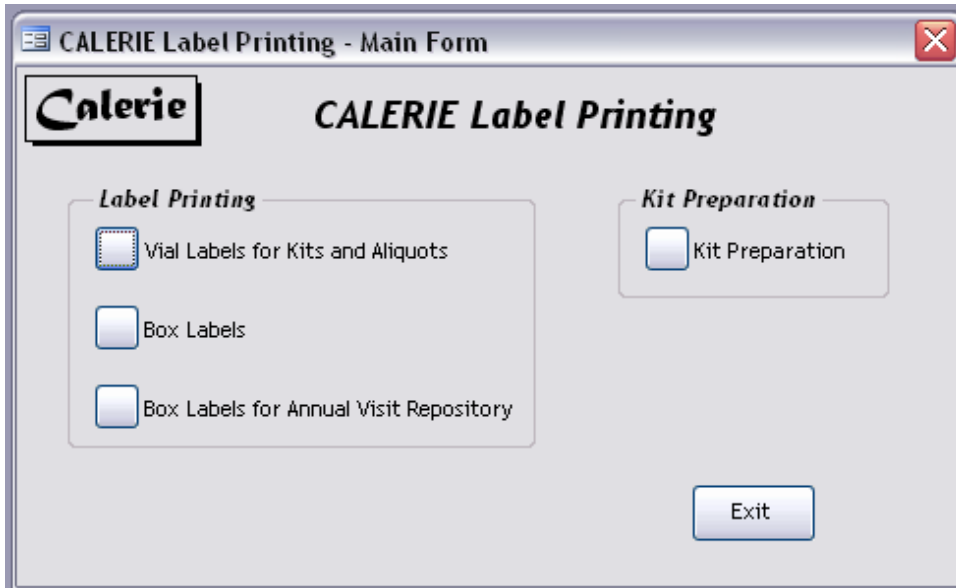 CALERIE Label Printing - Main Form
Calerie
CALERIE Label Printing
Label Printing
Vial Labels for Kits and Aliquots
Box Labels
Box Labels for Annual Visit Repository
Kit Preparation
Kit Preparation
Exit